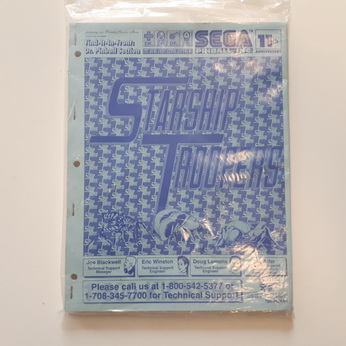 Find-It-In-Front:
Dr. Pinball Section
SEGA
PINBALL, INC.
STARSHIP
TROOPERS
Joe Blackwell
Technical Support
Manager
Eric Winston
Technical Support
Engineer
Doug Lammers
Technical Support
Engineer
Please call us at 1-800-542-5377 or
1-708-345-7700 for Technical Support!